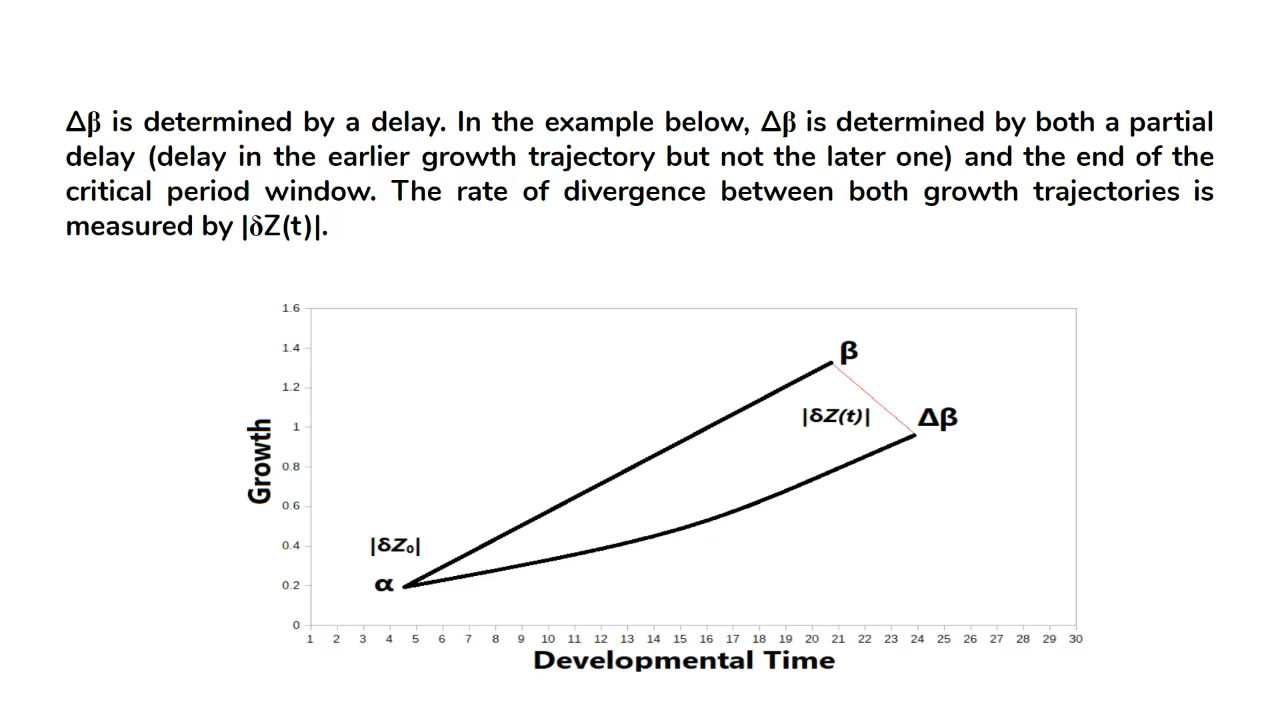 Δβ is determined by a delay. In the example below, Δβ is determined by both a partial
delay (delay in the earlier growth trajectory but not the later one) and the end of the
critical period window. The rate of divergence between both growth trajectories is
measured by |δZ(t)|.
1.6
1.4
1.2
1
0.8
0.6
0.4
0.2
0
Growth
β
|δZ(t)|
Δβ
|δZ₀|
α
1 2 3 4 5 6 7 8 9 10 11 12 13 14 15 16 17 18 19 20 21 22 23 24 25 26 27 28 29 30
Developmental Time